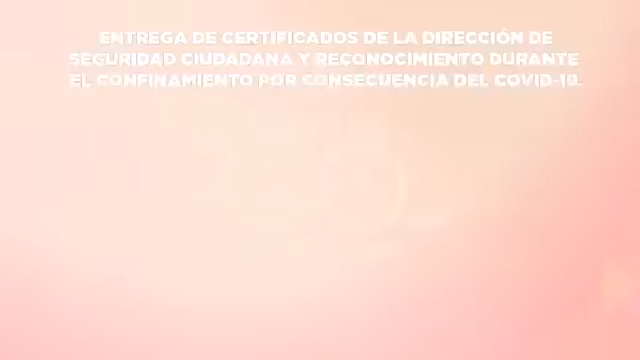 ENTREGA DE CERTIFICADOS DE LA DIRECCIÓN DE
SEGURIDAD CIUDADANA Y RECONOCIMIENTO DURANTE
EL CONFINAMIENTO POR CONSECUENCIA DEL COVID-19.